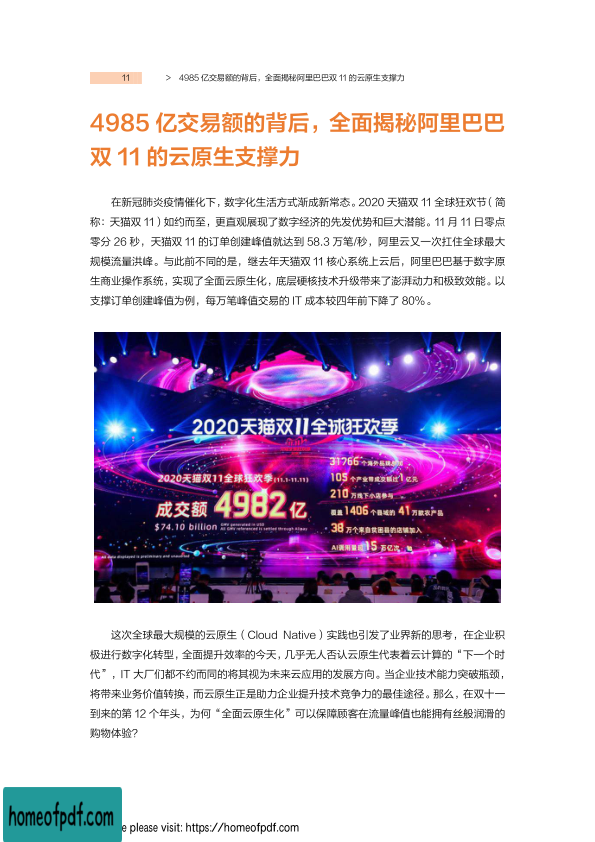 11 > 4985 亿交易额的背后，全面揭秘阿里巴巴双 11 的云原生支撑力
4985 亿交易额的背后，全面揭秘阿里巴巴
双 11 的云原生支撑力
在新冠肺炎疫情催化下，数字化生活方式渐成新常态。2020 天猫双 11 全球狂欢节（简
称：天猫双 11）如约而至，更直观展现了数字经济的先发优势和巨大潜能。11 月 11 日零点
零分 26 秒，天猫双 11 的订单创建峰值就达到 58.3 万笔/秒，阿里云又一次扛住全球最大
规模流量洪峰。与此前不同的是，继去年天猫双 11 核心系统上云后，阿里巴巴基于数字原
生商业操作系统，实现了全面云原生化，底层硬核技术升级带来了澎湃动力和极致效能。以
支撑订单创建峰值为例，每万笔峰值交易的 IT 成本较四年前下降了 80%。
2020天猫双11全球狂欢季
2020天猫双11全球狂欢季(11.1-11.11)
成交额 4982 亿
$74.10 billion
31766 个海外品牌参与
105 个产业带成交额过1亿元
210 万线下小店参与
覆盖 1406 个县域的 41 万款农产品
38 万个来自贫困县的店铺加入
这次全球最大规模的云原生（Cloud Native）实践也引发了业界新的思考，在企业积
极进行数字化转型，全面提升效率的今天，几乎无人否认云原生代表着云计算的“下一个时
代”，IT 大厂们都不约而同的将其视为未来云应用的发展方向。当企业技术能力突破瓶颈，
将带来业务价值转换，而云原生正是助力企业提升技术竞争力的最佳途径。那么，在双十一
到来的第 12 个年头，为何“全面云原生化”可以保障顾客在流量峰值也能拥有丝般润滑的
购物体验？
homeofpdf.com
e please visit: https://homeofpdf.com